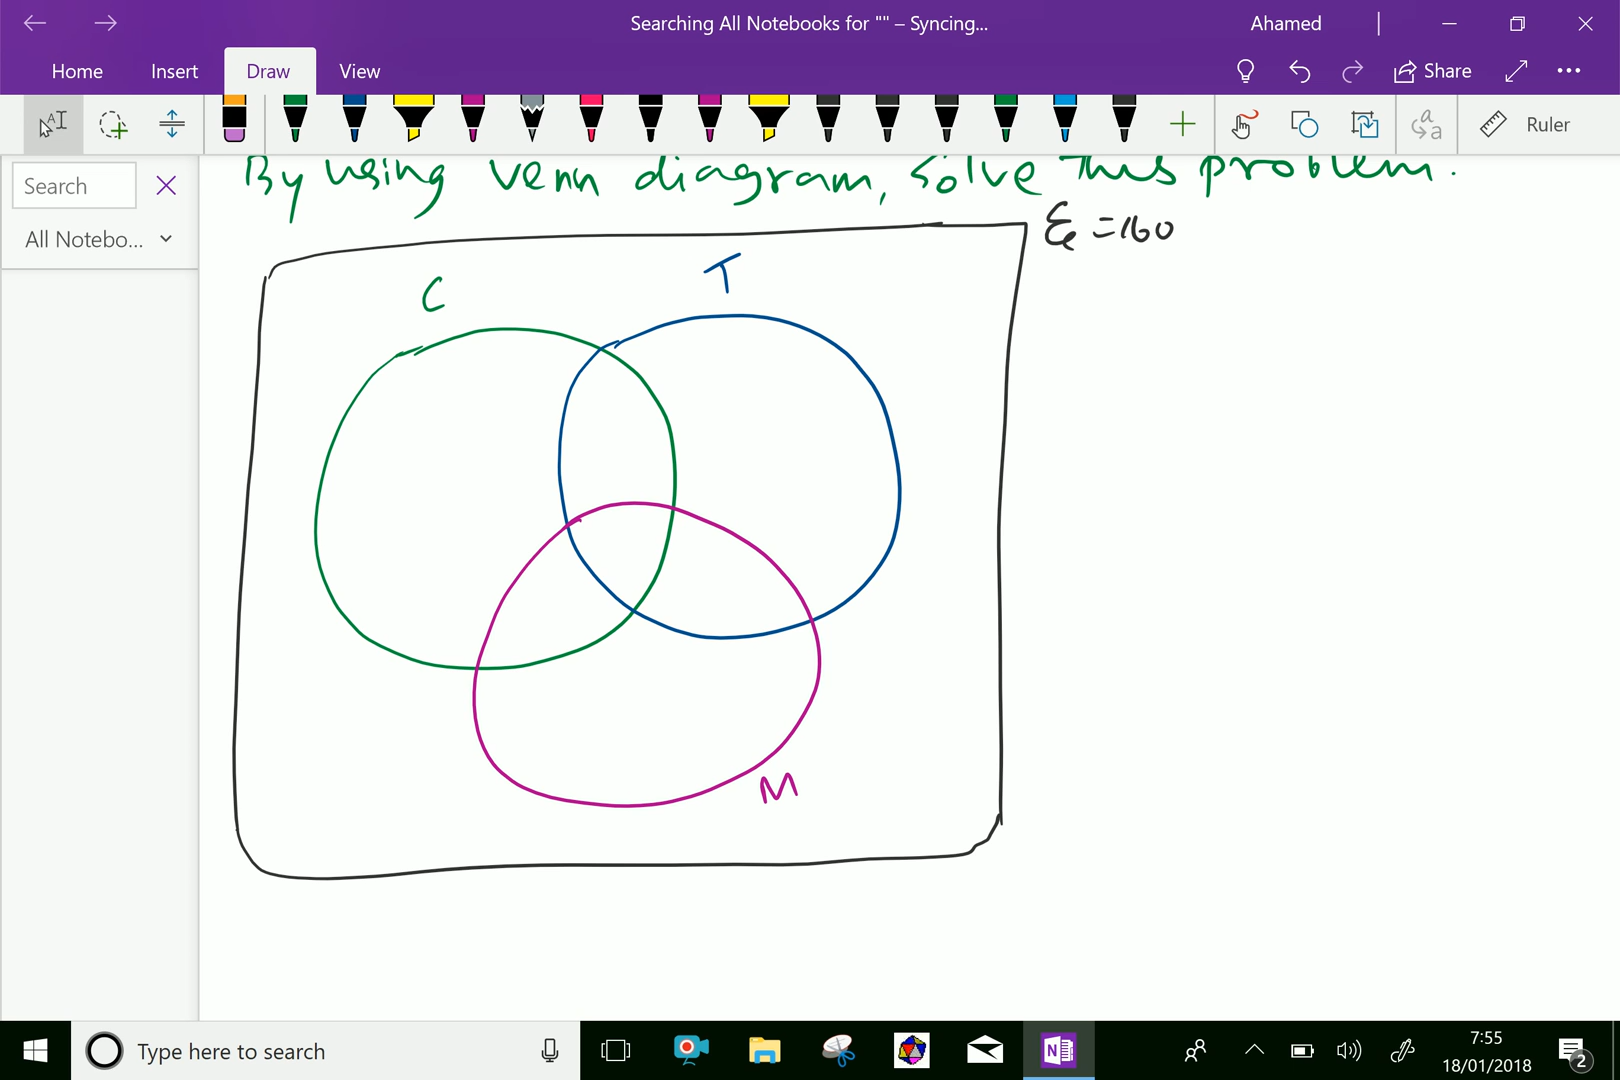 Searching All Notebooks for "" – Syncing...
Ahamed
Home Insert Draw View
Share
Ruler
Search
All Notebo...
By using venn diagram, solve this problem.
ξ = 160
C
T
M
Type here to search
7:55
18/01/2018
2